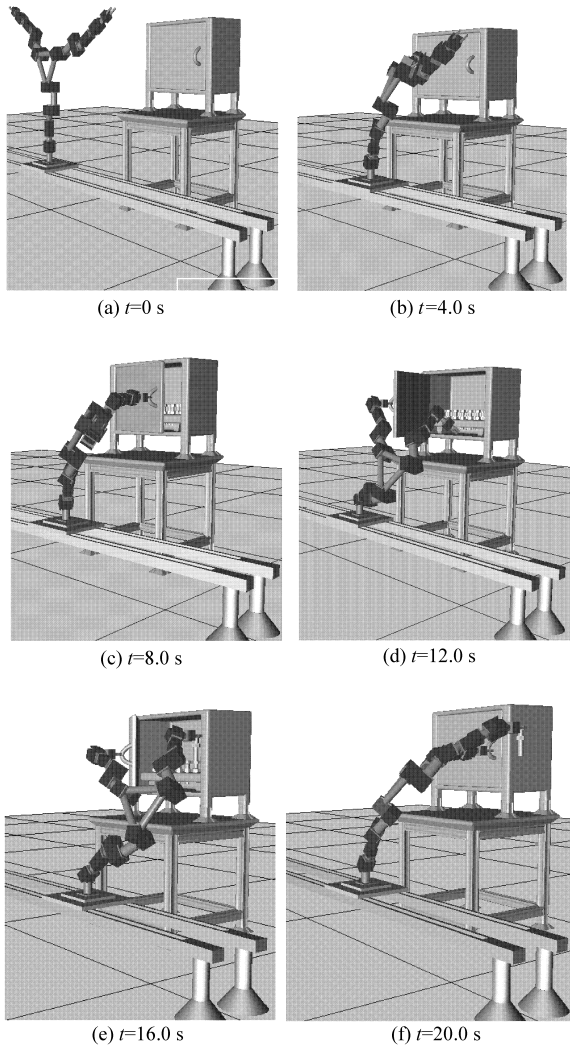 (a) t=0 s
(b) t=4.0 s
(c) t=8.0 s
(d) t=12.0 s
(e) t=16.0 s
(f) t=20.0 s